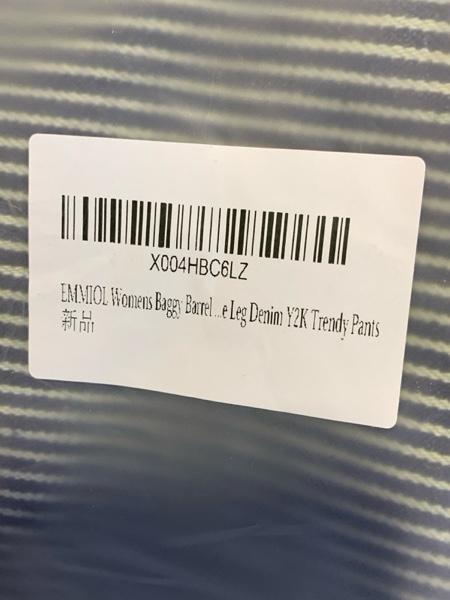 X004HBC6LZ
EMMIOL Womens Baggy Barrel ...e Leg Denim Y2K Trendy Pants
新品